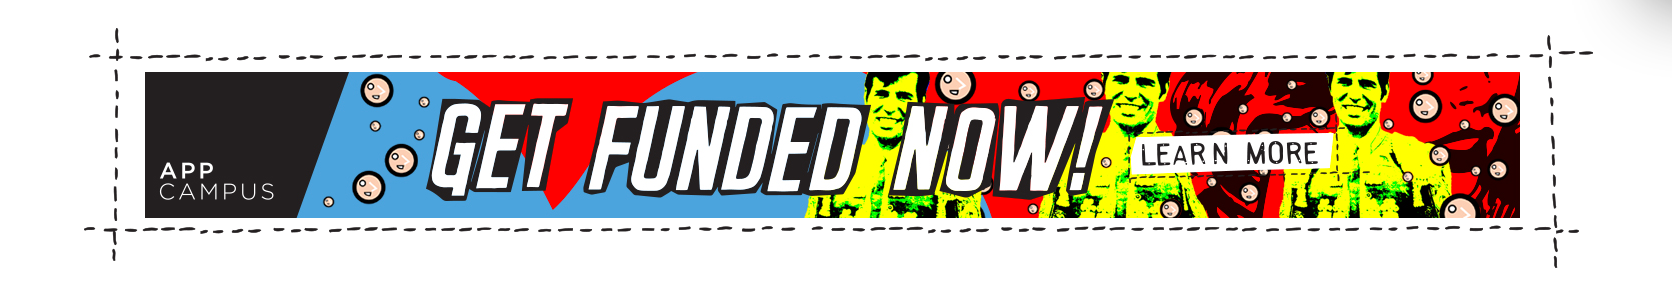 APP
CAMPUS
GET FUNDED NOW!
LEARN MORE